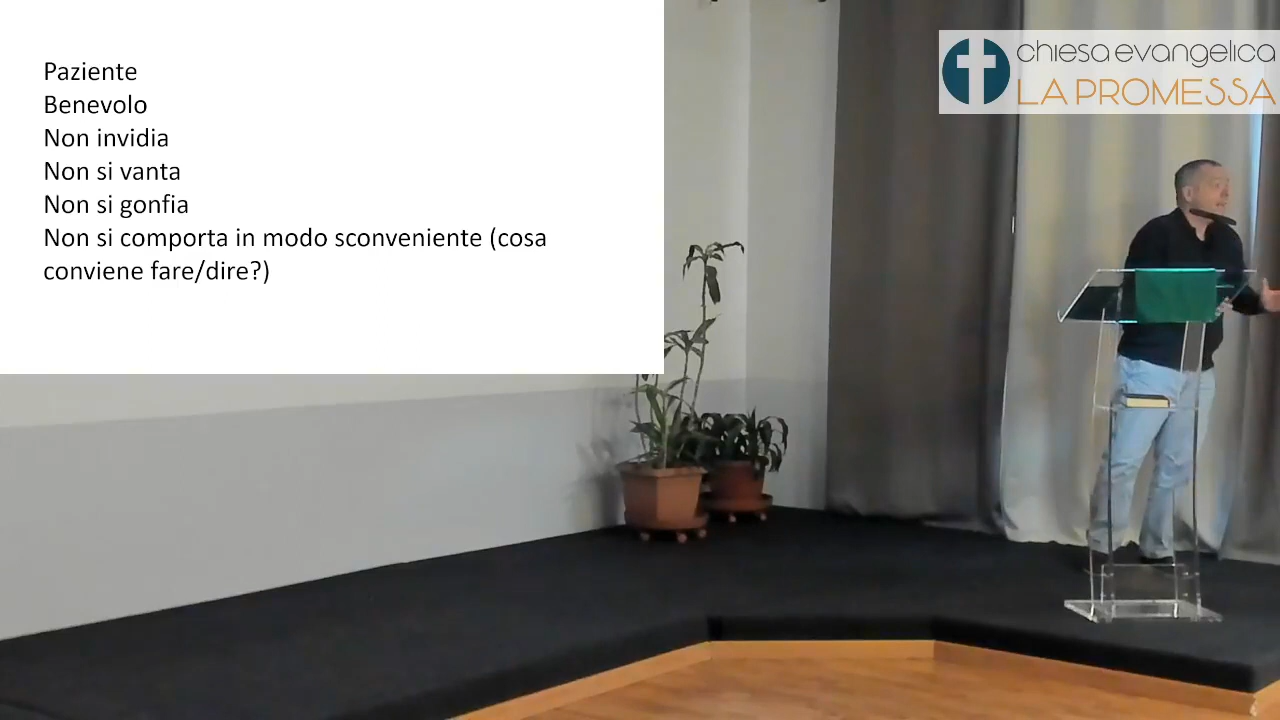 Paziente
Benevolo
Non invidia
Non si vanta
Non si gonfia
Non si comporta in modo sconveniente (cosa
conviene fare/dire?)
chiesa evangelica
LA PROMESSA